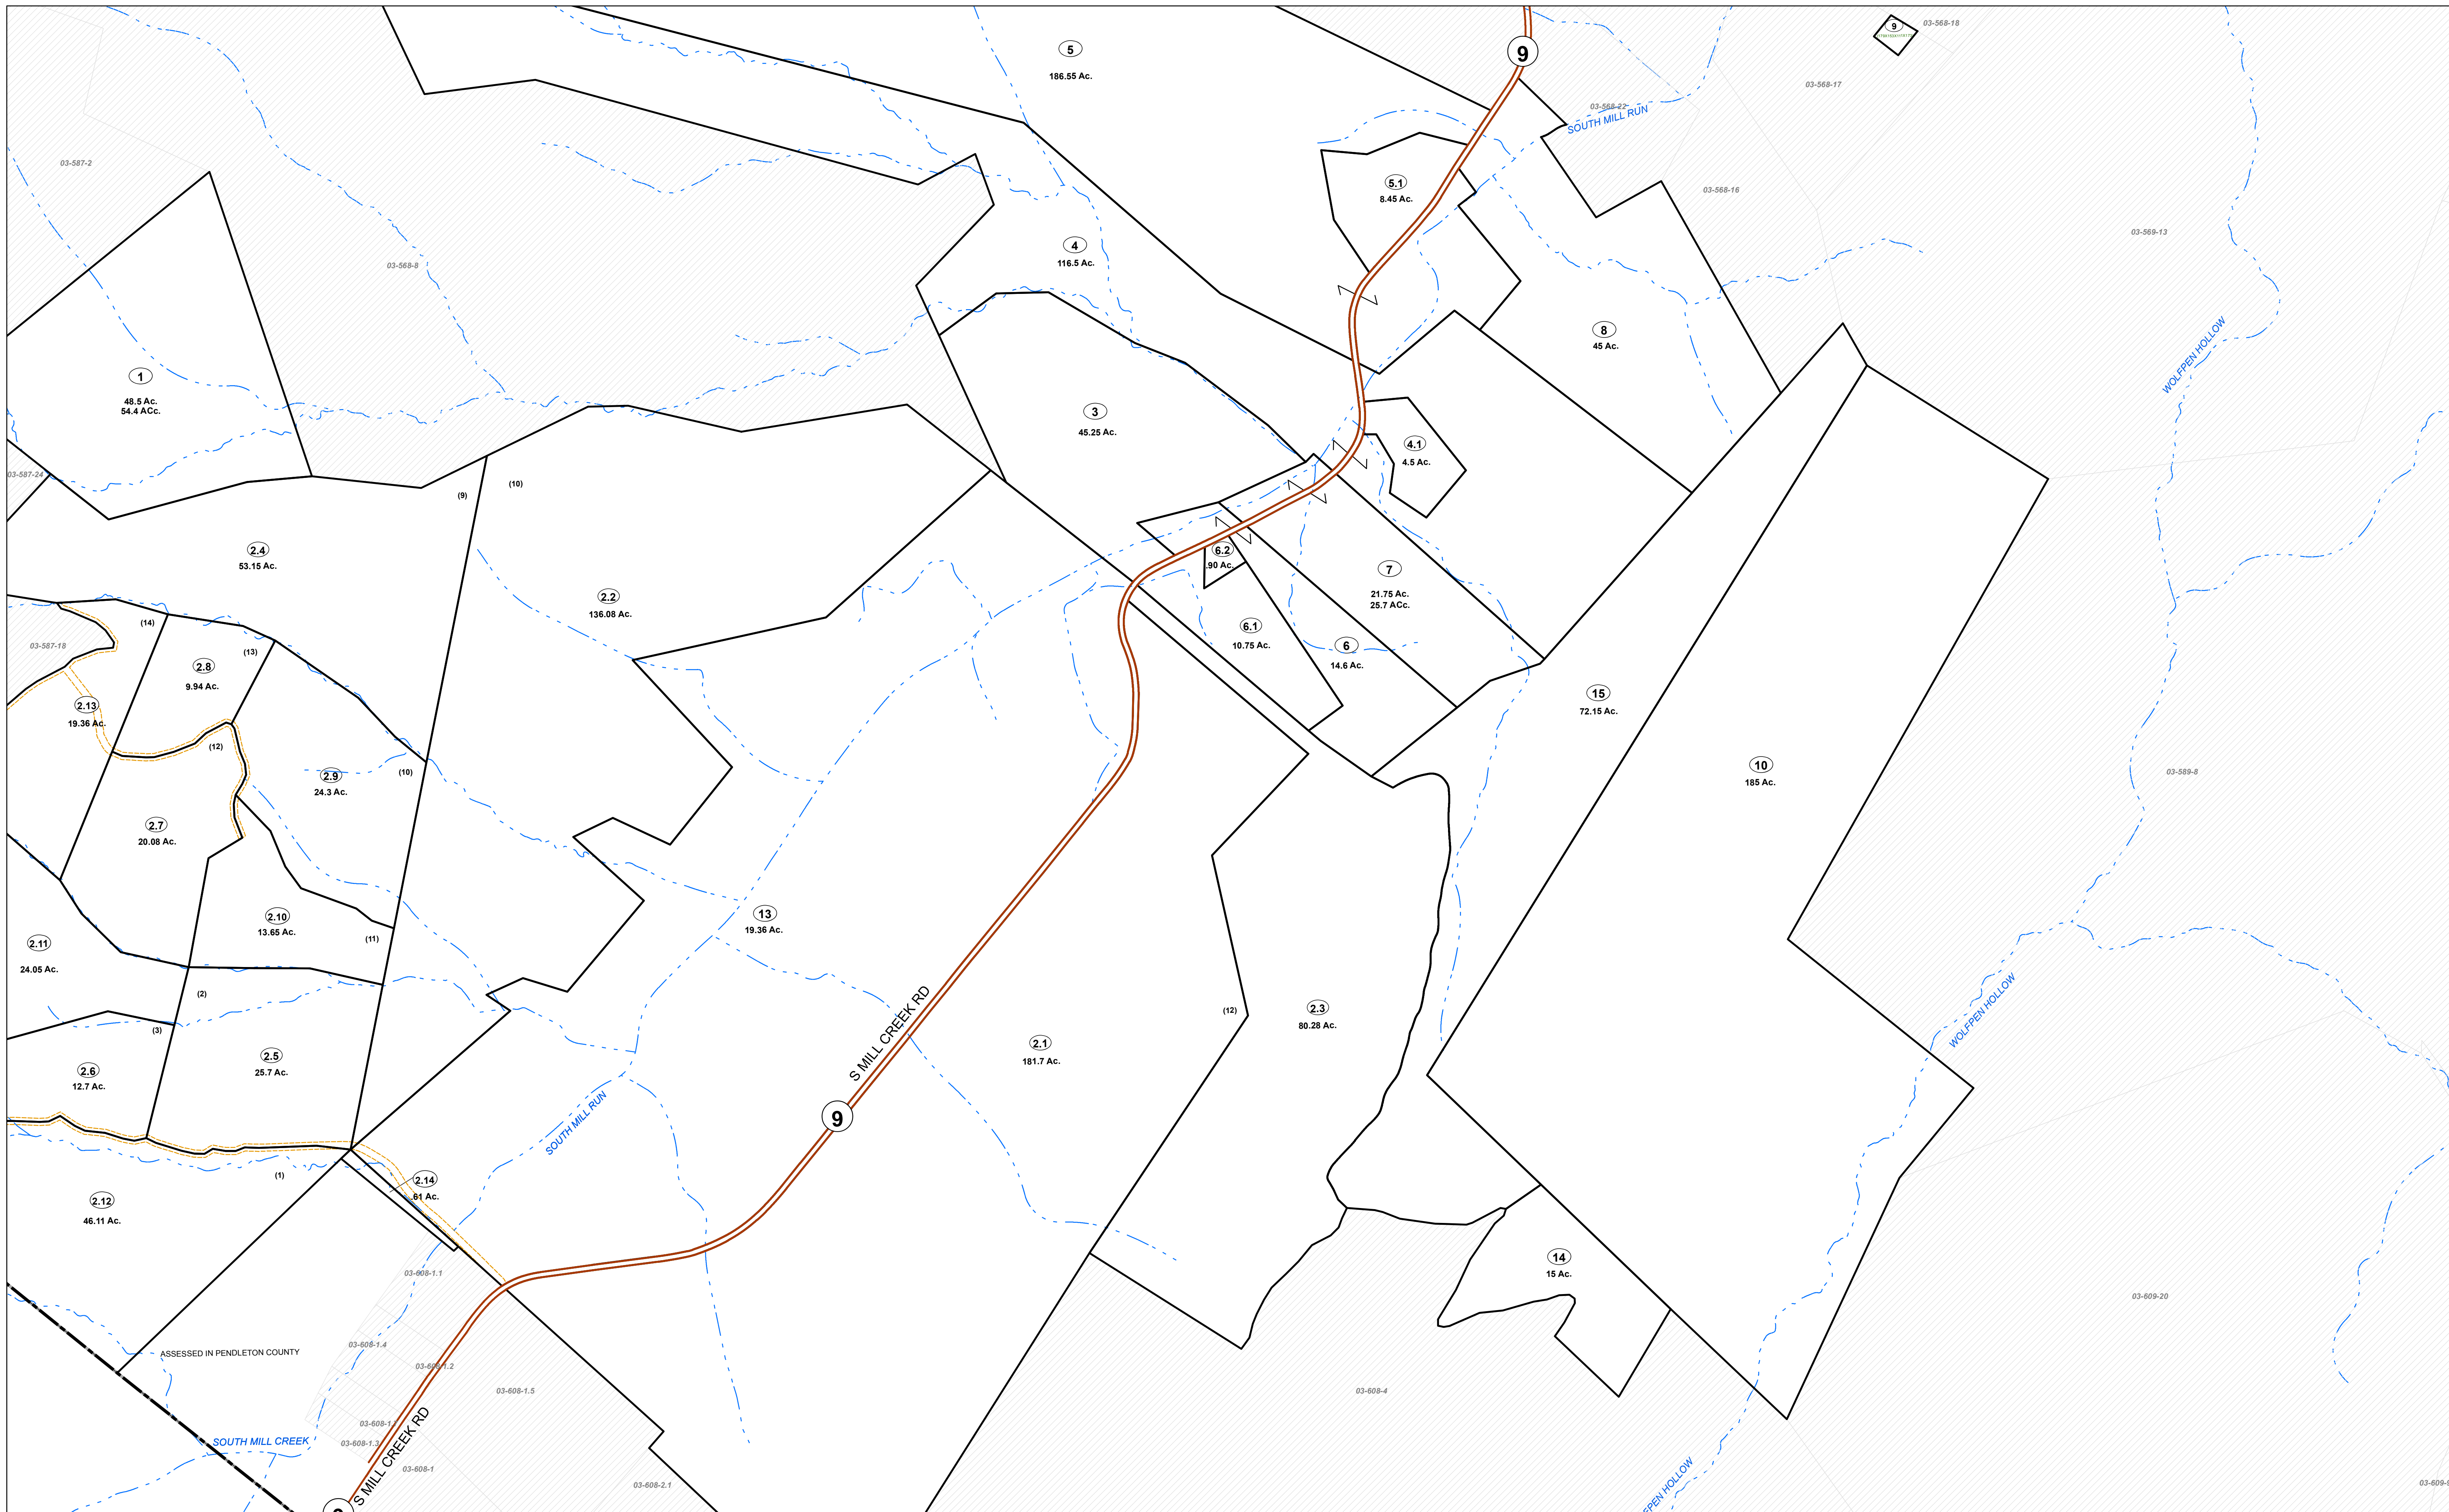 9
03-568-18
5
9
186.55 Ac.
03-568-17
03-568-22
SOUTH MILL RUN
03-587-2
5.1
8.45 Ac.
03-568-16
03-569-13
4
116.5 Ac.
03-568-8
8
45 Ac.
WOLFPEN HOLLOW
1
48.5 Ac.
54.4 ACc.
3
45.25 Ac.
4.1
4.5 Ac.
03-587-24
(9)
(10)
2.4
53.15 Ac.
6.2
.90 Ac.
7
21.75 Ac.
25.7 ACc.
2.2
136.08 Ac.
(14)
6.1
10.75 Ac.
6
14.6 Ac.
03-587-18
(13)
2.8
9.94 Ac.
2.13
19.36 Ac.
15
72.15 Ac.
(12)
2.9
24.3 Ac.
(10)
10
185 Ac.
03-589-8
2.7
20.08 Ac.
13
19.36 Ac.
2.10
13.65 Ac.
(11)
2.11
24.05 Ac.
(2)
(12)
2.3
80.28 Ac.
WOLFPEN HOLLOW
S MILL CREEK RD
(3)
2.1
181.7 Ac.
2.5
25.7 Ac.
2.6
12.7 Ac.
9
SOUTH MILL RUN
(1)
2.14
.61 Ac.
2.12
46.11 Ac.
14
15 Ac.
03-608-1.1
03-609-20
03-608-1.4
ASSESSED IN PENDLETON COUNTY
03-608-1.2
03-608-1.5
03-608-4
SOUTH MILL CREEK
03-608-1.3
S MILL CREEK RD
03-608-1
03-608-2.1